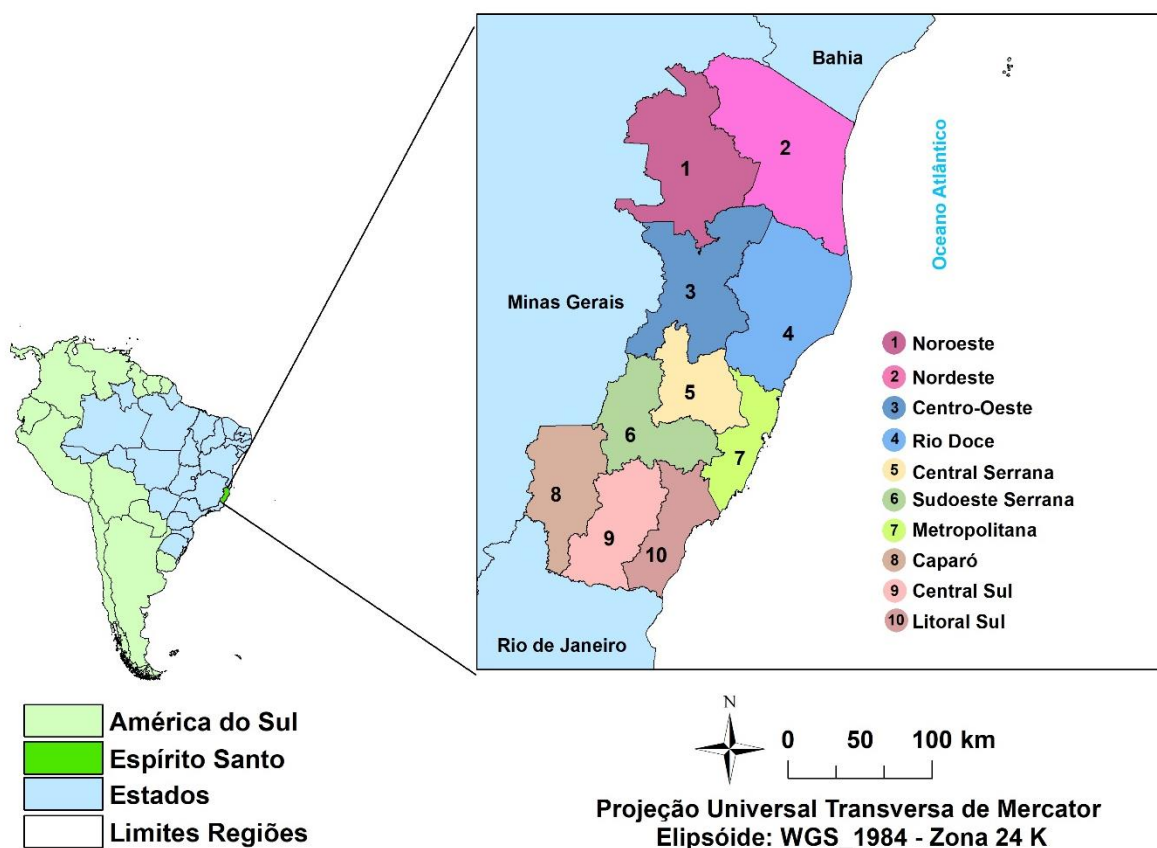 Bahia
Oceano Atlântico
Minas Gerais
Rio de Janeiro
1
2
3
4
5
6
7
8
9
10
1 Noroeste
2 Nordeste
3 Centro-Oeste
4 Rio Doce
5 Central Serrana
6 Sudoeste Serrana
7 Metropolitana
8 Caparó
9 Central Sul
10 Litoral Sul
América do Sul
Espírito Santo
Estados
Limites Regiões
N
0 50 100 km
Projeção Universal Transversa de Mercator
Elipsóide: WGS_1984 - Zona 24 K